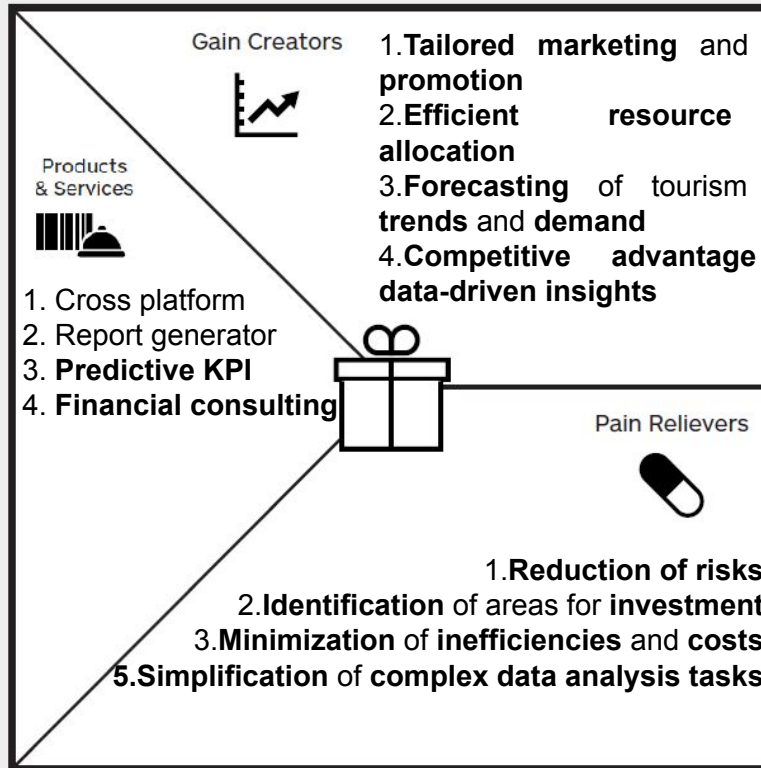 Gain Creators
1.Tailored marketing and
promotion
2.Efficient resource
allocation
3.Forecasting of tourism
trends and demand
4.Competitive advantage
data-driven insights
Products
& Services
1. Cross platform
2. Report generator
3. Predictive KPI
4. Financial consulting
Pain Relievers
1.Reduction of risks
2.Identification of areas for investment
3.Minimization of inefficiencies and costs
5.Simplification of complex data analysis tasks